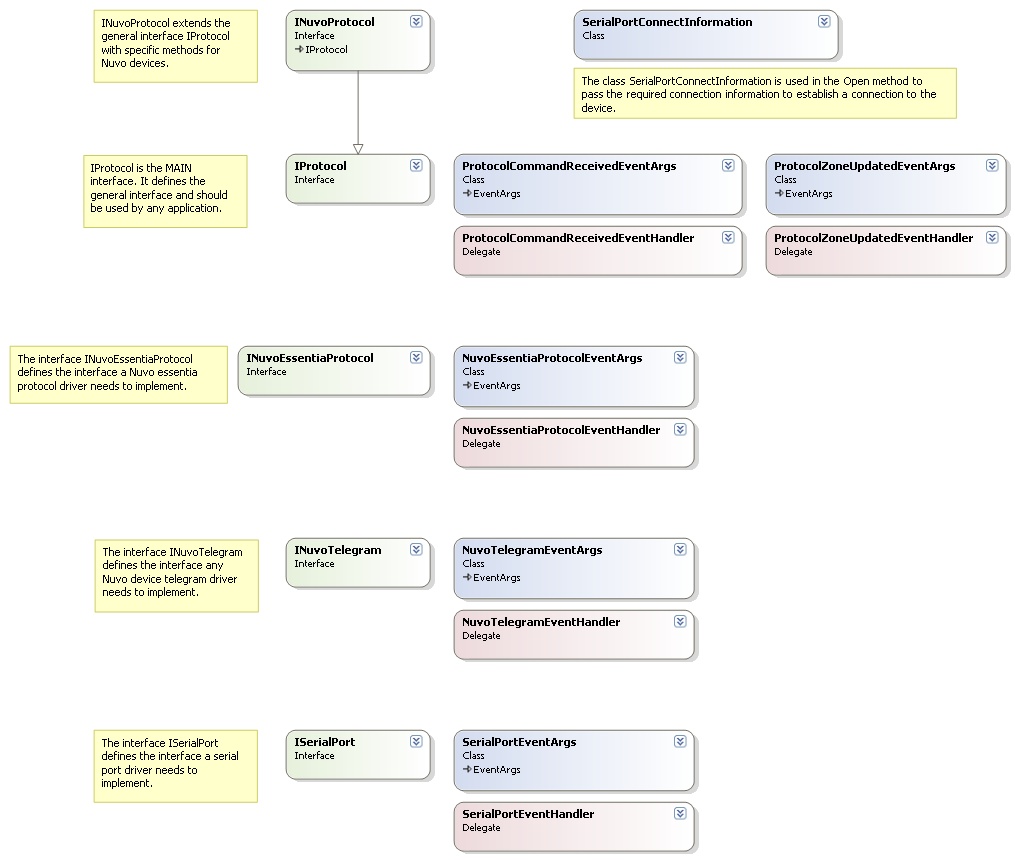 INuvoProtocol extends the
general interface IProtocol
with specific methods for
Nuvo devices.
INuvoProtocol
Interface
IProtocol
SerialPortConnectInformation
Class
The class SerialPortConnectInformation is used in the Open method to
pass the required connection information to establish a connection to the
device.
IProtocol is the MAIN
interface. It defines the
general interface and should
be used by any application.
IProtocol
Interface
ProtocolCommandReceivedEventArgs
Class
EventArgs
ProtocolZoneUpdatedEventArgs
Class
EventArgs
ProtocolCommandReceivedEventHandler
Delegate
ProtocolZoneUpdatedEventHandler
Delegate
The interface INuvoEssentiaProtocol
defines the interface a Nuvo essentia
protocol driver needs to implement.
INuvoEssentiaProtocol
Interface
NuvoEssentiaProtocolEventArgs
Class
EventArgs
NuvoEssentiaProtocolEventHandler
Delegate
The interface INuvoTelegram
defines the interface any
Nuvo device telegram driver
needs to implement.
INuvoTelegram
Interface
NuvoTelegramEventArgs
Class
EventArgs
NuvoTelegramEventHandler
Delegate
The interface ISerialPort
defines the interface a serial
port driver needs to
implement.
ISerialPort
Interface
SerialPortEventArgs
Class
EventArgs
SerialPortEventHandler
Delegate